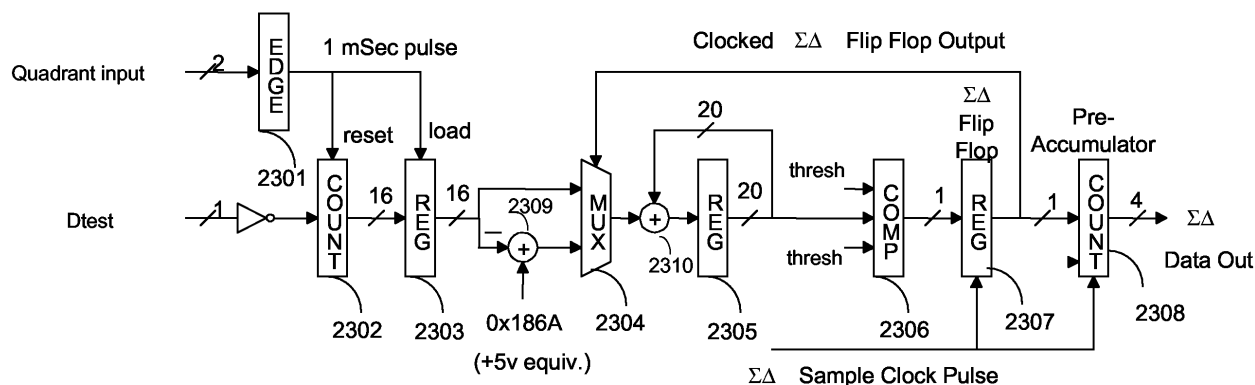 Clocked ΣΔ Flip Flop Output
Quadrant input
2
EDGE
1 mSec pulse
2301
reset
load
20
ΣΔ
Flip
Flop
Pre-
Accumulator
Dtest
1
COUNT
16
REG
16
2309
–
+
0x186A
(+5v equiv.)
MUX
+
2310
REG
20
thresh
thresh
COMP
1
REG
1
COUNT
4
ΣΔ
Data Out
2302
2303
2304
2305
2306
2307
2308
ΣΔ Sample Clock Pulse